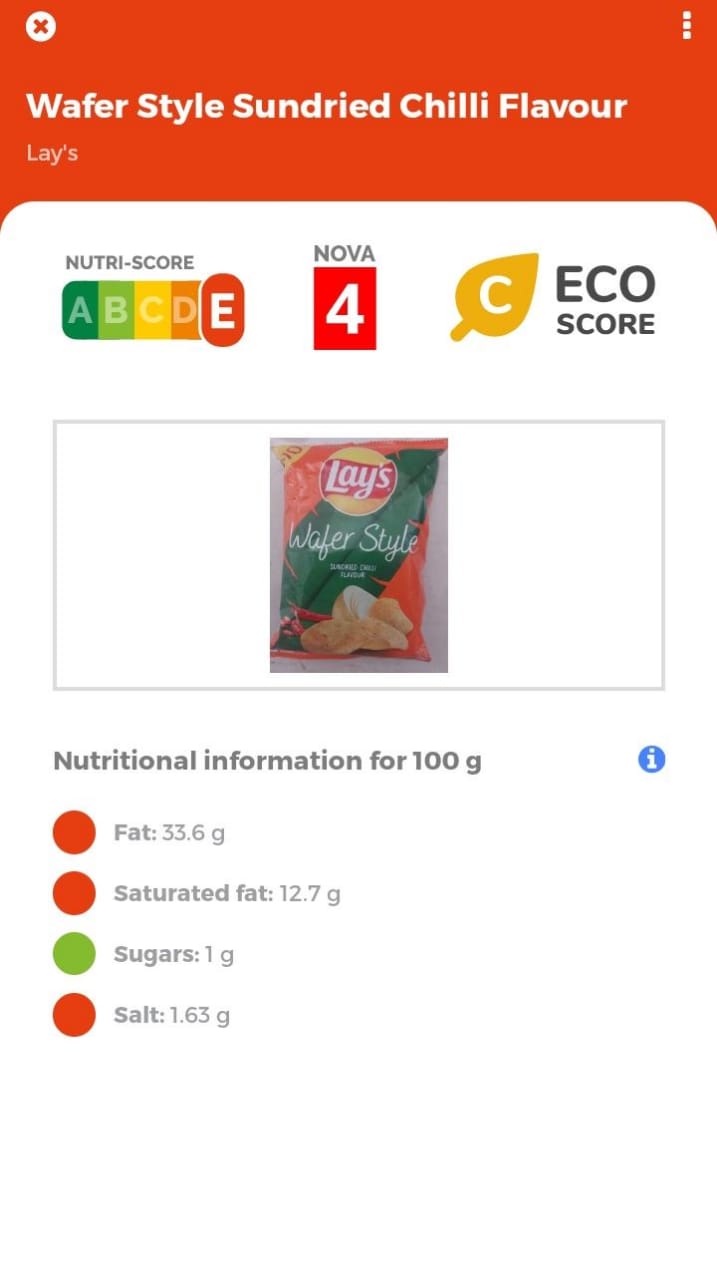 Wafer Style Sundried Chilli Flavour
Lay's
NUTRI-SCORE
A B C D E
NOVA
4
C
ECO
SCORE
Lay's
Wafer Style
SUNDRIED CHILLI
FLAVOUR
Nutritional information for 100 g
Fat: 33.6 g
Saturated fat: 12.7 g
Sugars: 1 g
Salt: 1.63 g